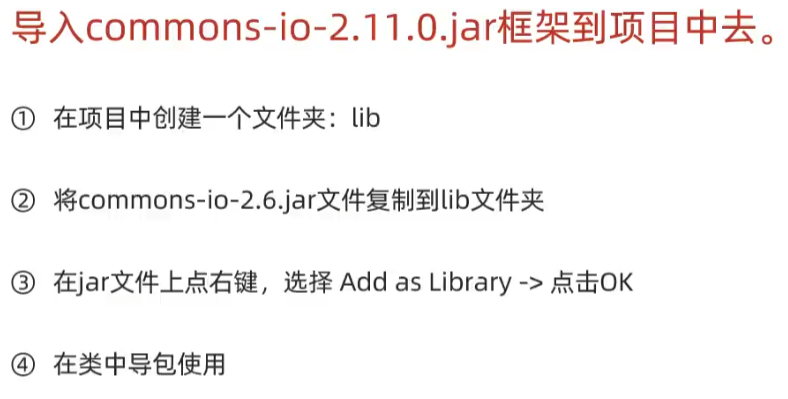 导入commons-io-2.11.0.jar框架到项目中去。
① 在项目中创建一个文件夹：lib
② 将commons-io-2.6.jar文件复制到lib文件夹
③ 在jar文件上点右键，选择 Add as Library -> 点击OK
④ 在类中导包使用